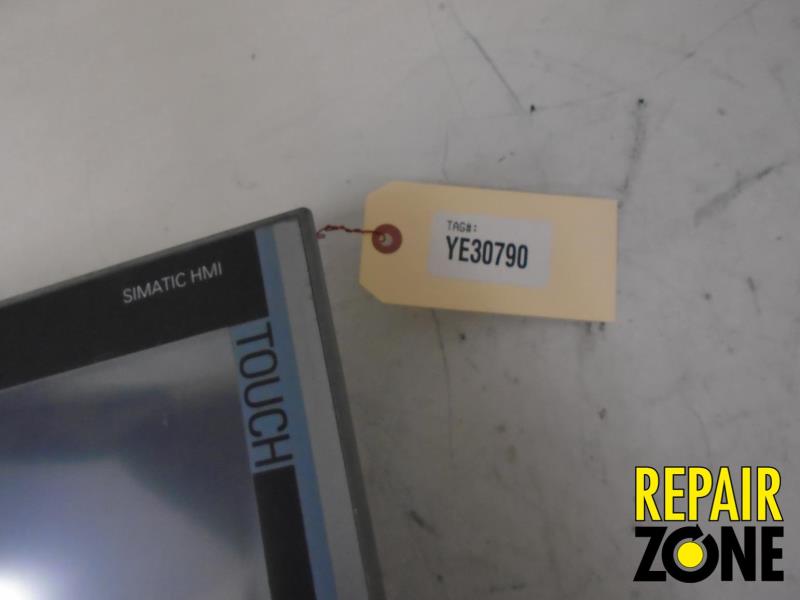 TAG#:
YE30790
SIMATIC HMI
TOUCH
REPAIR
ZONE